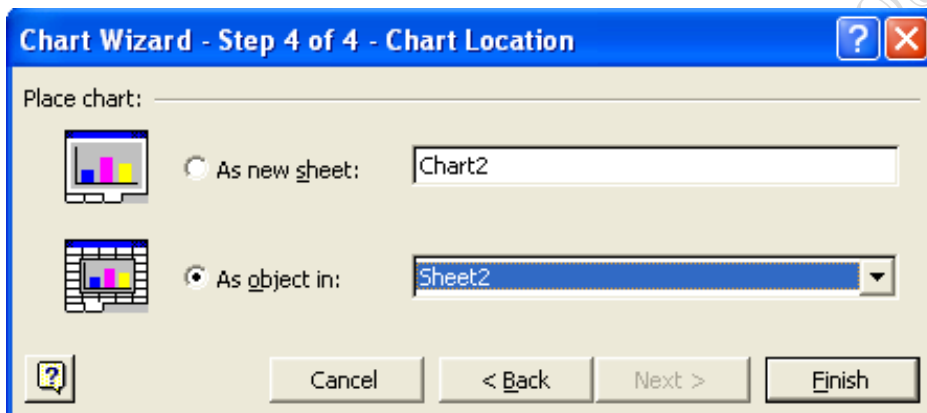 Chart Wizard - Step 4 of 4 - Chart Location
Place chart:
As new sheet: Chart2
As object in: Sheet2
Cancel < Back Next > Finish